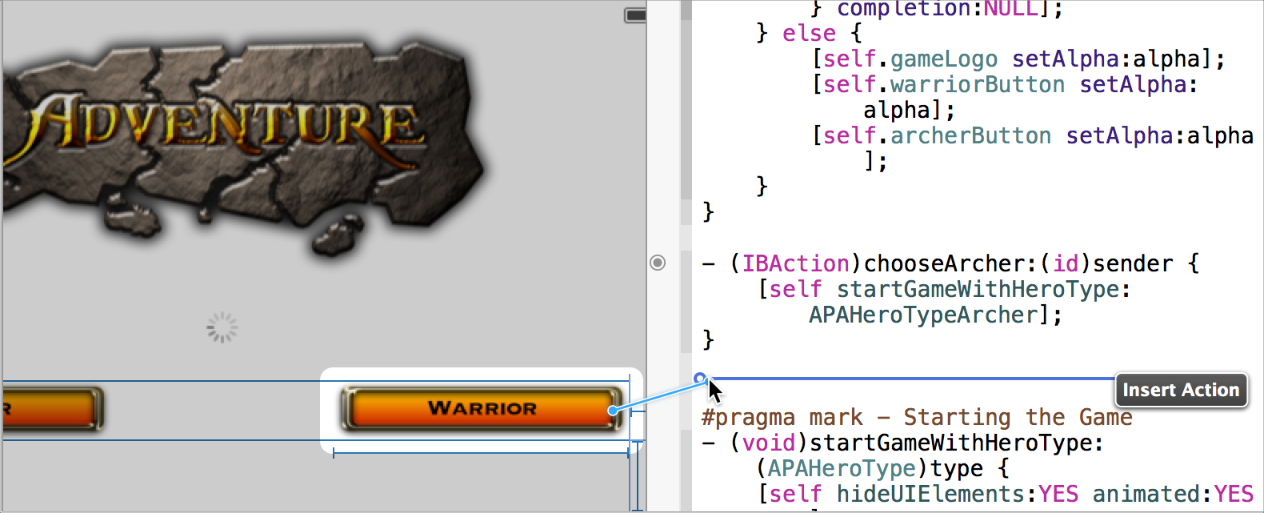 ADVENTURE
R
WARRIOR
} completion:NULL];
} else {
[self.gameLogo setAlpha:alpha];
[self.warriorButton setAlpha:
alpha];
[self.archerButton setAlpha:alpha
];
}
}
- (IBAction)chooseArcher:(id)sender {
[self startGameWithHeroType:
APAHeroTypeArcher];
}
Insert Action
#pragma mark - Starting the Game
- (void)startGameWithHeroType:
(APAHeroType)type {
[self hideUIElements:YES animated:YES